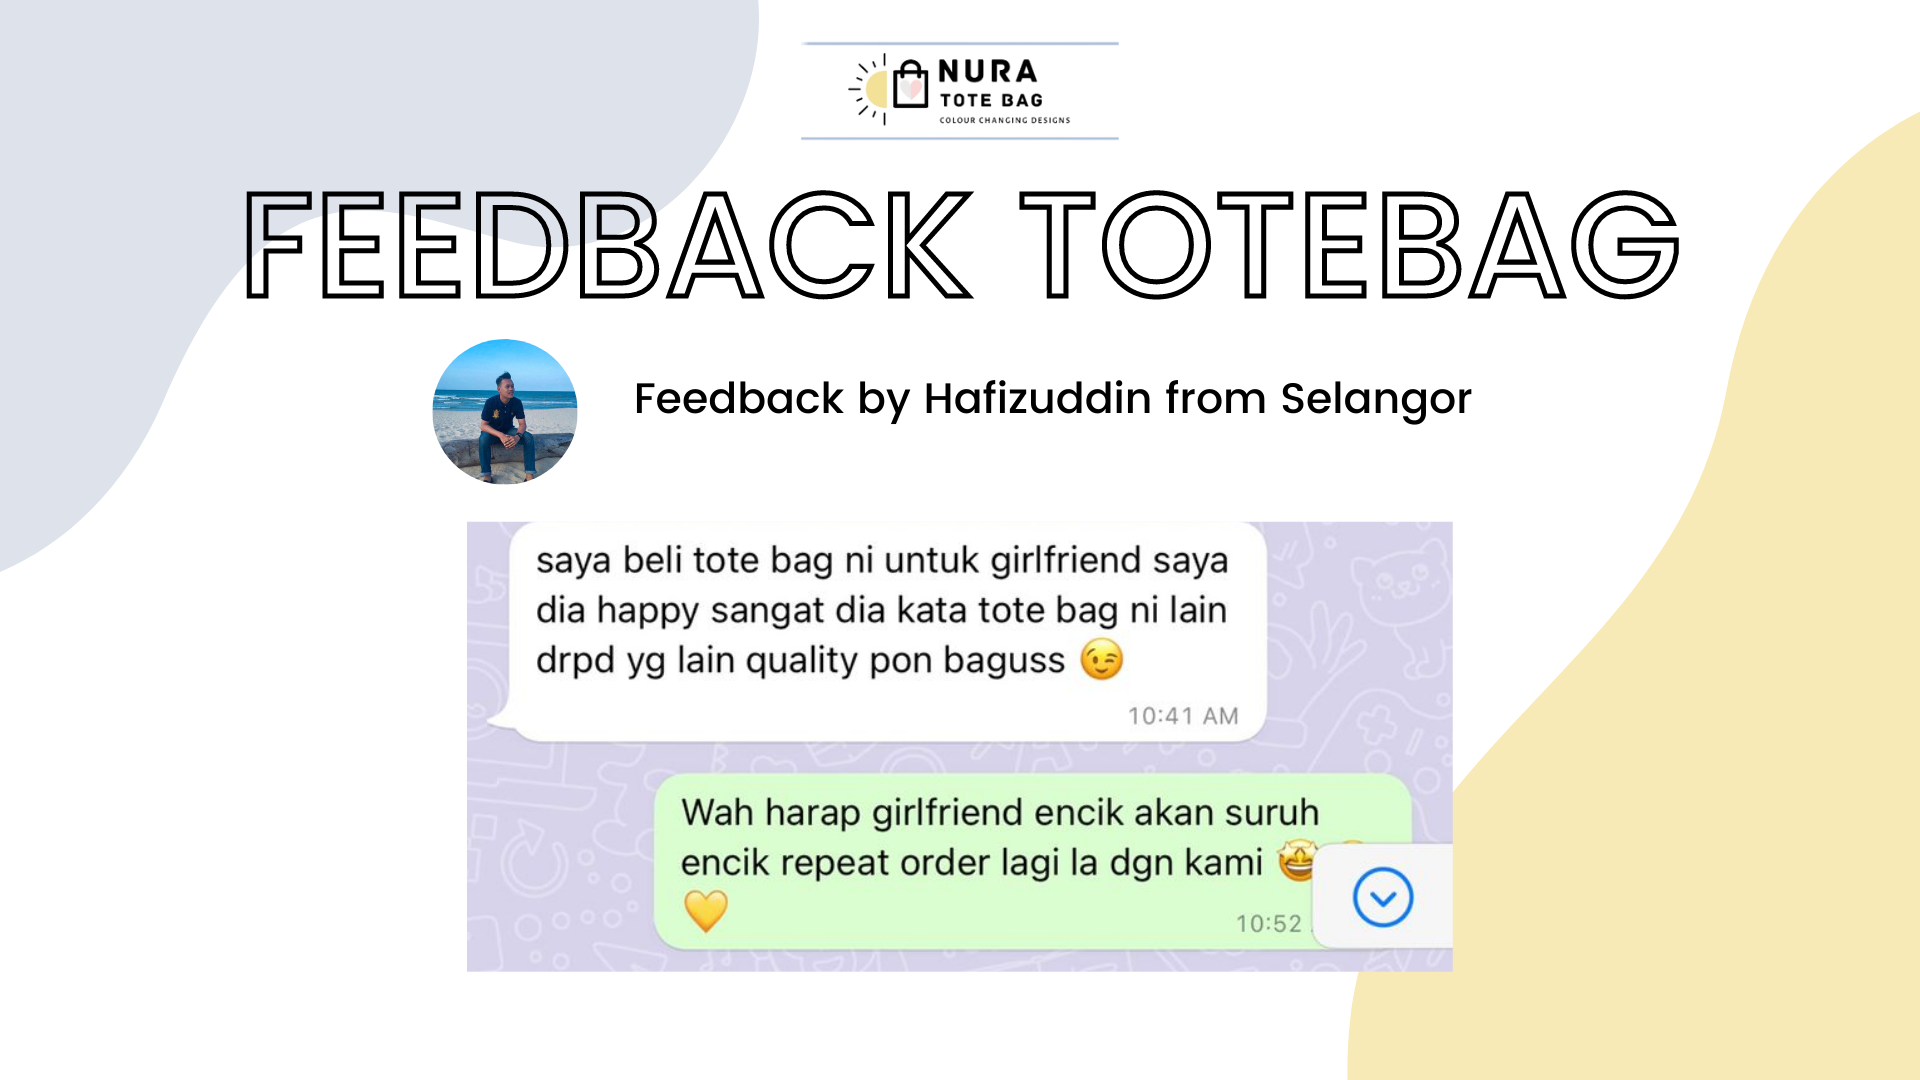 NURA
TOTE BAG
COLOUR CHANGING DESIGNS
FEEDBACK TOTEBAG
Feedback by Hafizuddin from Selangor
saya beli tote bag ni untuk girlfriend saya
dia happy sangat dia kata tote bag ni lain
drpd yg lain quality pon baguss 😉
10:41 AM
Wah harap girlfriend encik akan suruh
encik repeat order lagi la dgn kami 🤩
💛
10:52